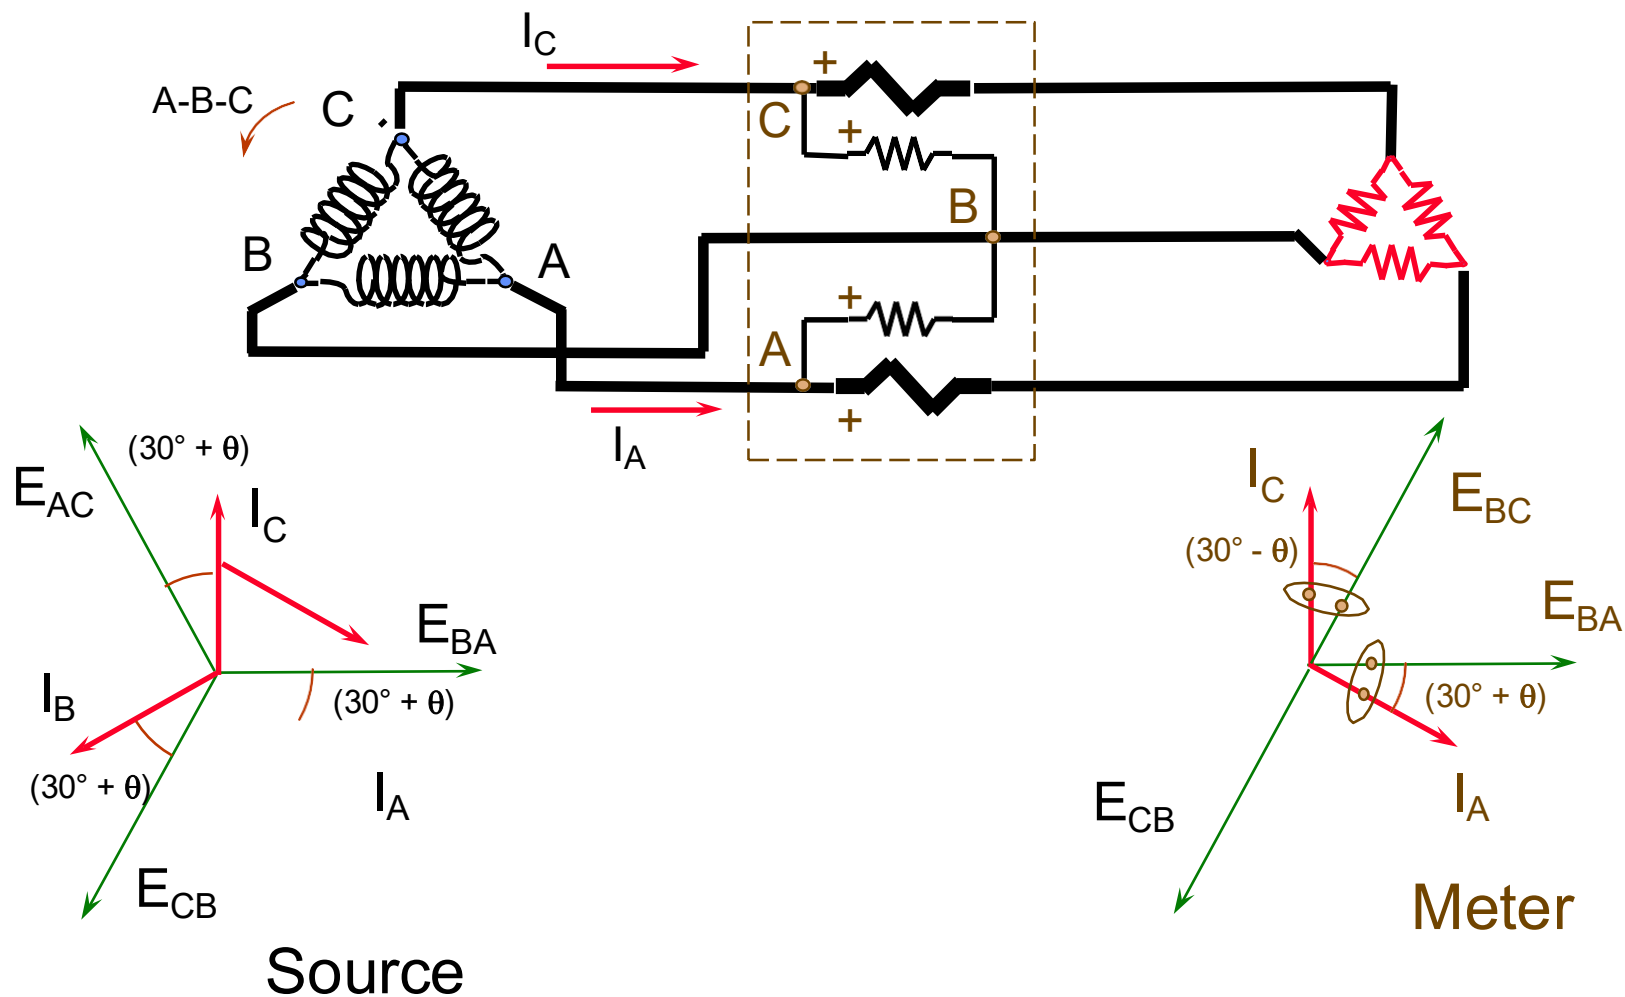 I_C
A-B-C
C
B
A
+
C
+
B
+
A
+
I_A
(30° + θ)
E_AC
I_C
E_BA
(30° + θ)
I_B
(30° + θ)
I_A
E_CB
Source
I_C
E_BC
(30° - θ)
E_BA
(30° + θ)
I_A
E_CB
Meter